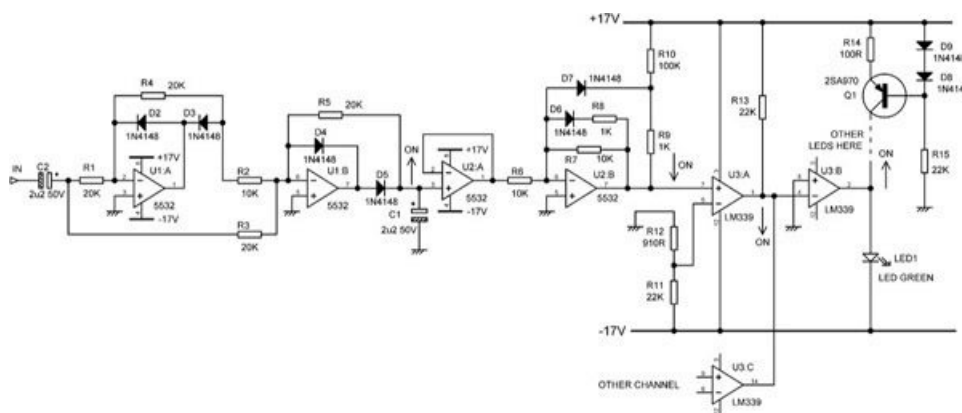 +17V
R4
20K
D2
D3
1N4148
1N4148
IN
C2
2u2 50V
R1
20K
+17V
U1:A
5532
-17V
R2
10K
R3
20K
R5
20K
D4
1N4148
U1:B
5532
D5
1N4148
ON
C1
2u2 50V
+17V
U2:A
5532
-17V
R6
10K
D7
1N4148
D6
1N4148
R8
1K
R7
10K
U2:B
5532
R10
100K
R9
1K
ON
R12
910R
R11
22K
U3:A
LM339
R13
22K
ON
U3:B
LM339
R14
100R
2SA970
Q1
OTHER
LEDS HERE
ON
D9
1N4148
D8
1N414
R15
22K
LED1
LED GREEN
-17V
OTHER CHANNEL
U3:C
LM339